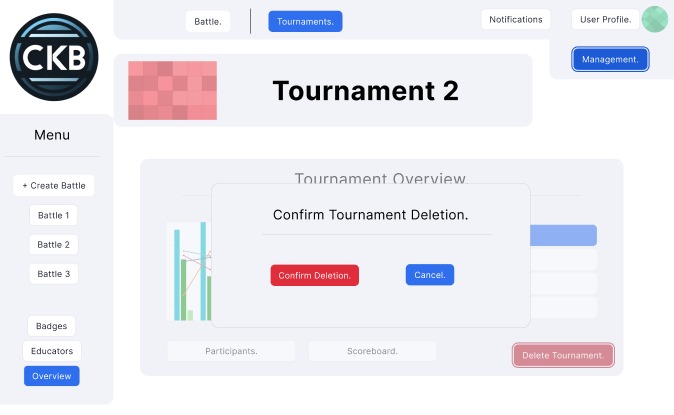 CKB
Battle.
Tournaments.
Notifications
User Profile.
Management.
Tournament 2
Menu
+ Create Battle
Battle 1
Battle 2
Battle 3
Badges
Educators
Overview
Tournament Overview.
Confirm Tournament Deletion.
Confirm Deletion.
Cancel.
Participants.
Scoreboard.
Delete Tournament.